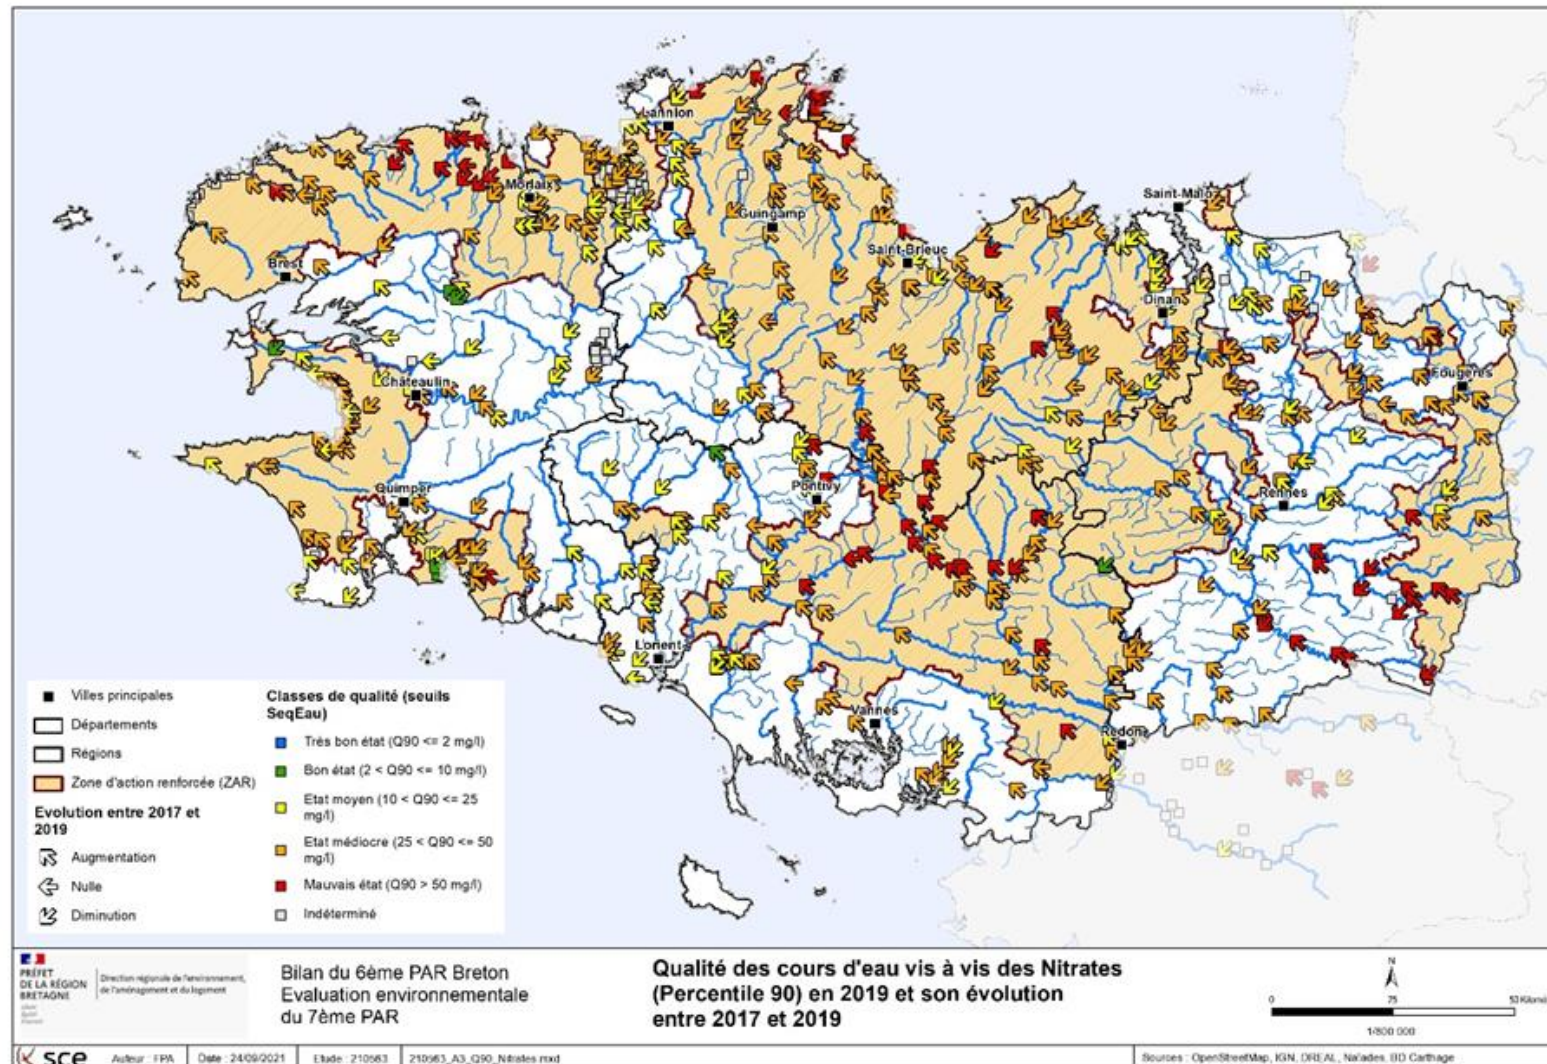 Lannion
Morlaix
Guingamp
Saint-Malo
Saint-Brieuc
Brest
Dinan
Châteaulin
Fougères
Quimper
Pontivy
Rennes
Lorient
Vannes
Redon
Villes principales
Départements
Régions
Zone d'action renforcée (ZAR)
Evolution entre 2017 et
2019
Augmentation
Nulle
Diminution
Classes de qualité (seuils
SeqEau)
Très bon état (Q90 <= 2 mg/l)
Bon état (2 < Q90 <= 10 mg/l)
Etat moyen (10 < Q90 <= 25
mg/l)
Etat médiocre (25 < Q90 <= 50
mg/l)
Mauvais état (Q90 > 50 mg/l)
Indéterminé
PRÉFET
DE LA RÉGION
BRETAGNE
Direction régionale de l'environnement,
de l'aménagement et du logement
Bilan du 6ème PAR Breton
Evaluation environnementale
du 7ème PAR
Qualité des cours d'eau vis à vis des Nitrates
(Percentile 90) en 2019 et son évolution
entre 2017 et 2019
N
0 75 50 Kilomè
1/800 000
sce
Auteur : FPA
Date : 24/09/2021
Etude : 210563
210563_A3_Q90_Nitrates.mxd
Sources : OpenStreetMap, IGN, DREAL, Naïades, BD Carthage